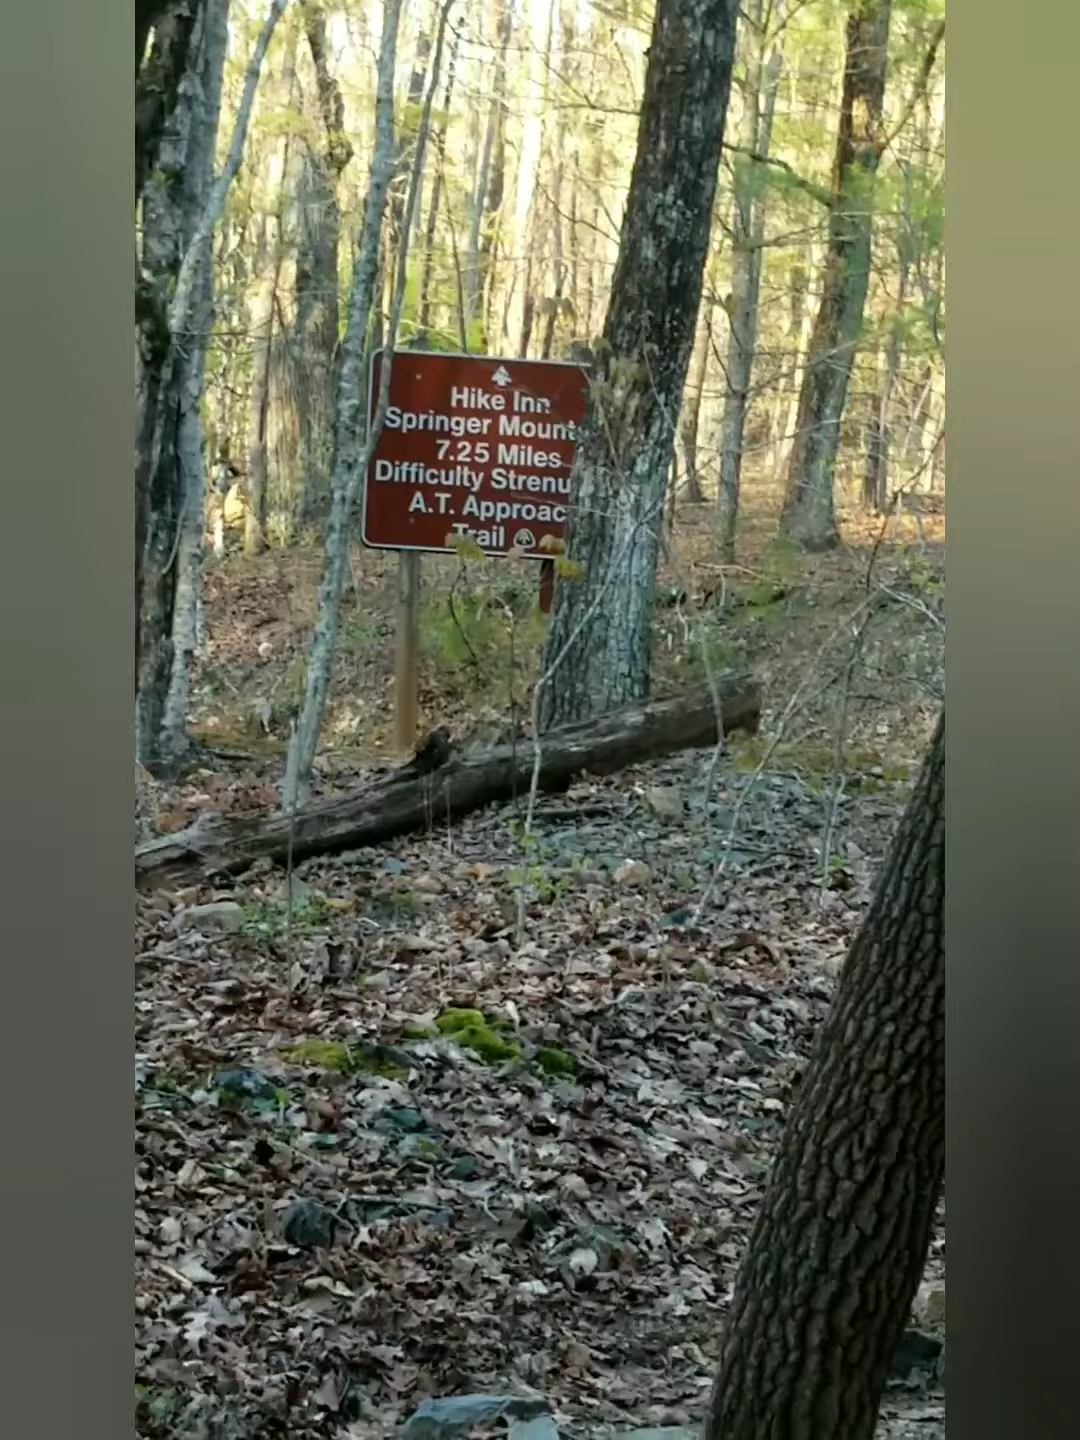 Hike Inn
Springer Mount
7.25 Miles
Difficulty Strenu
A.T. Approac
Trail